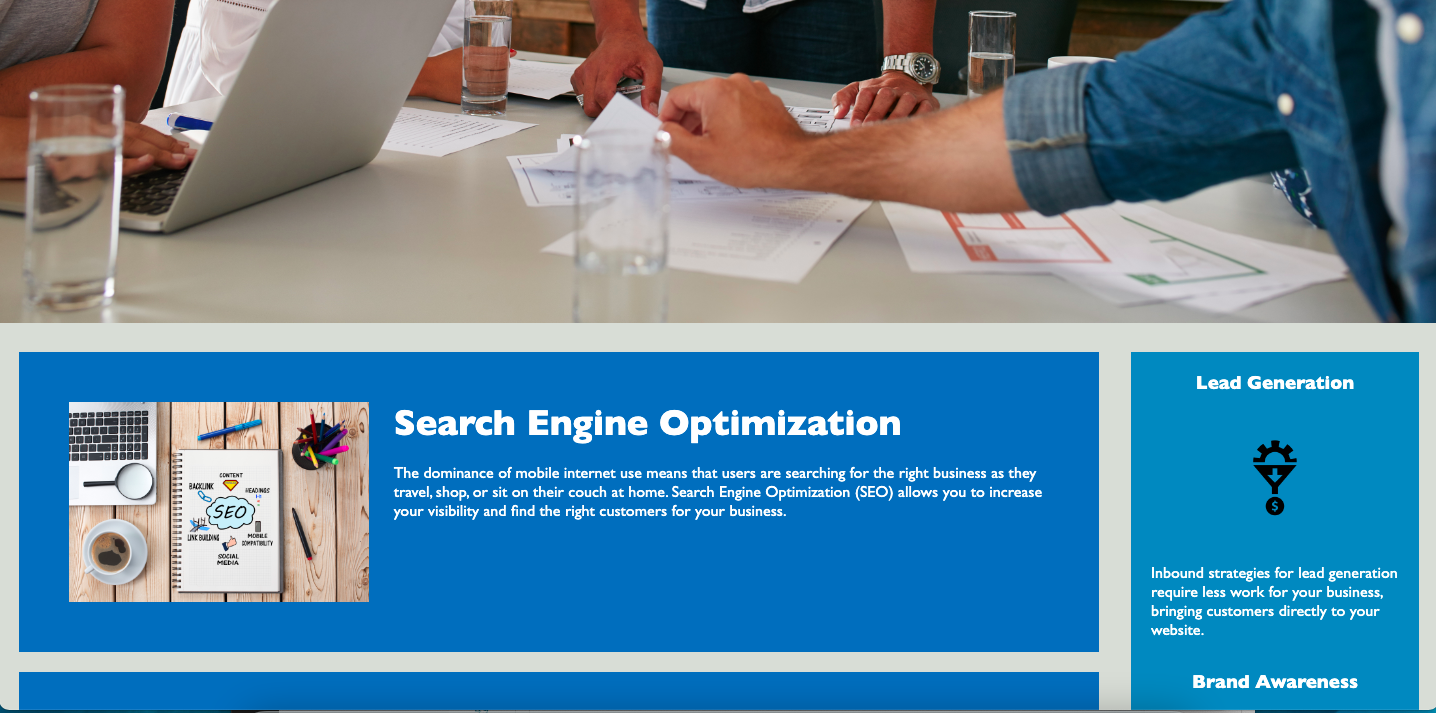 Search Engine Optimization
The dominance of mobile internet use means that users are searching for the right business as they
travel, shop, or sit on their couch at home. Search Engine Optimization (SEO) allows you to increase
your visibility and find the right customers for your business.
CONTENT
BACKLINK
HEADINGS
SEO
LINK BUILDING
MOBILE
COMPATIBILITY
SOCIAL
MEDIA
Lead Generation
$
Inbound strategies for lead generation
require less work for your business,
bringing customers directly to your
website.
Brand Awareness